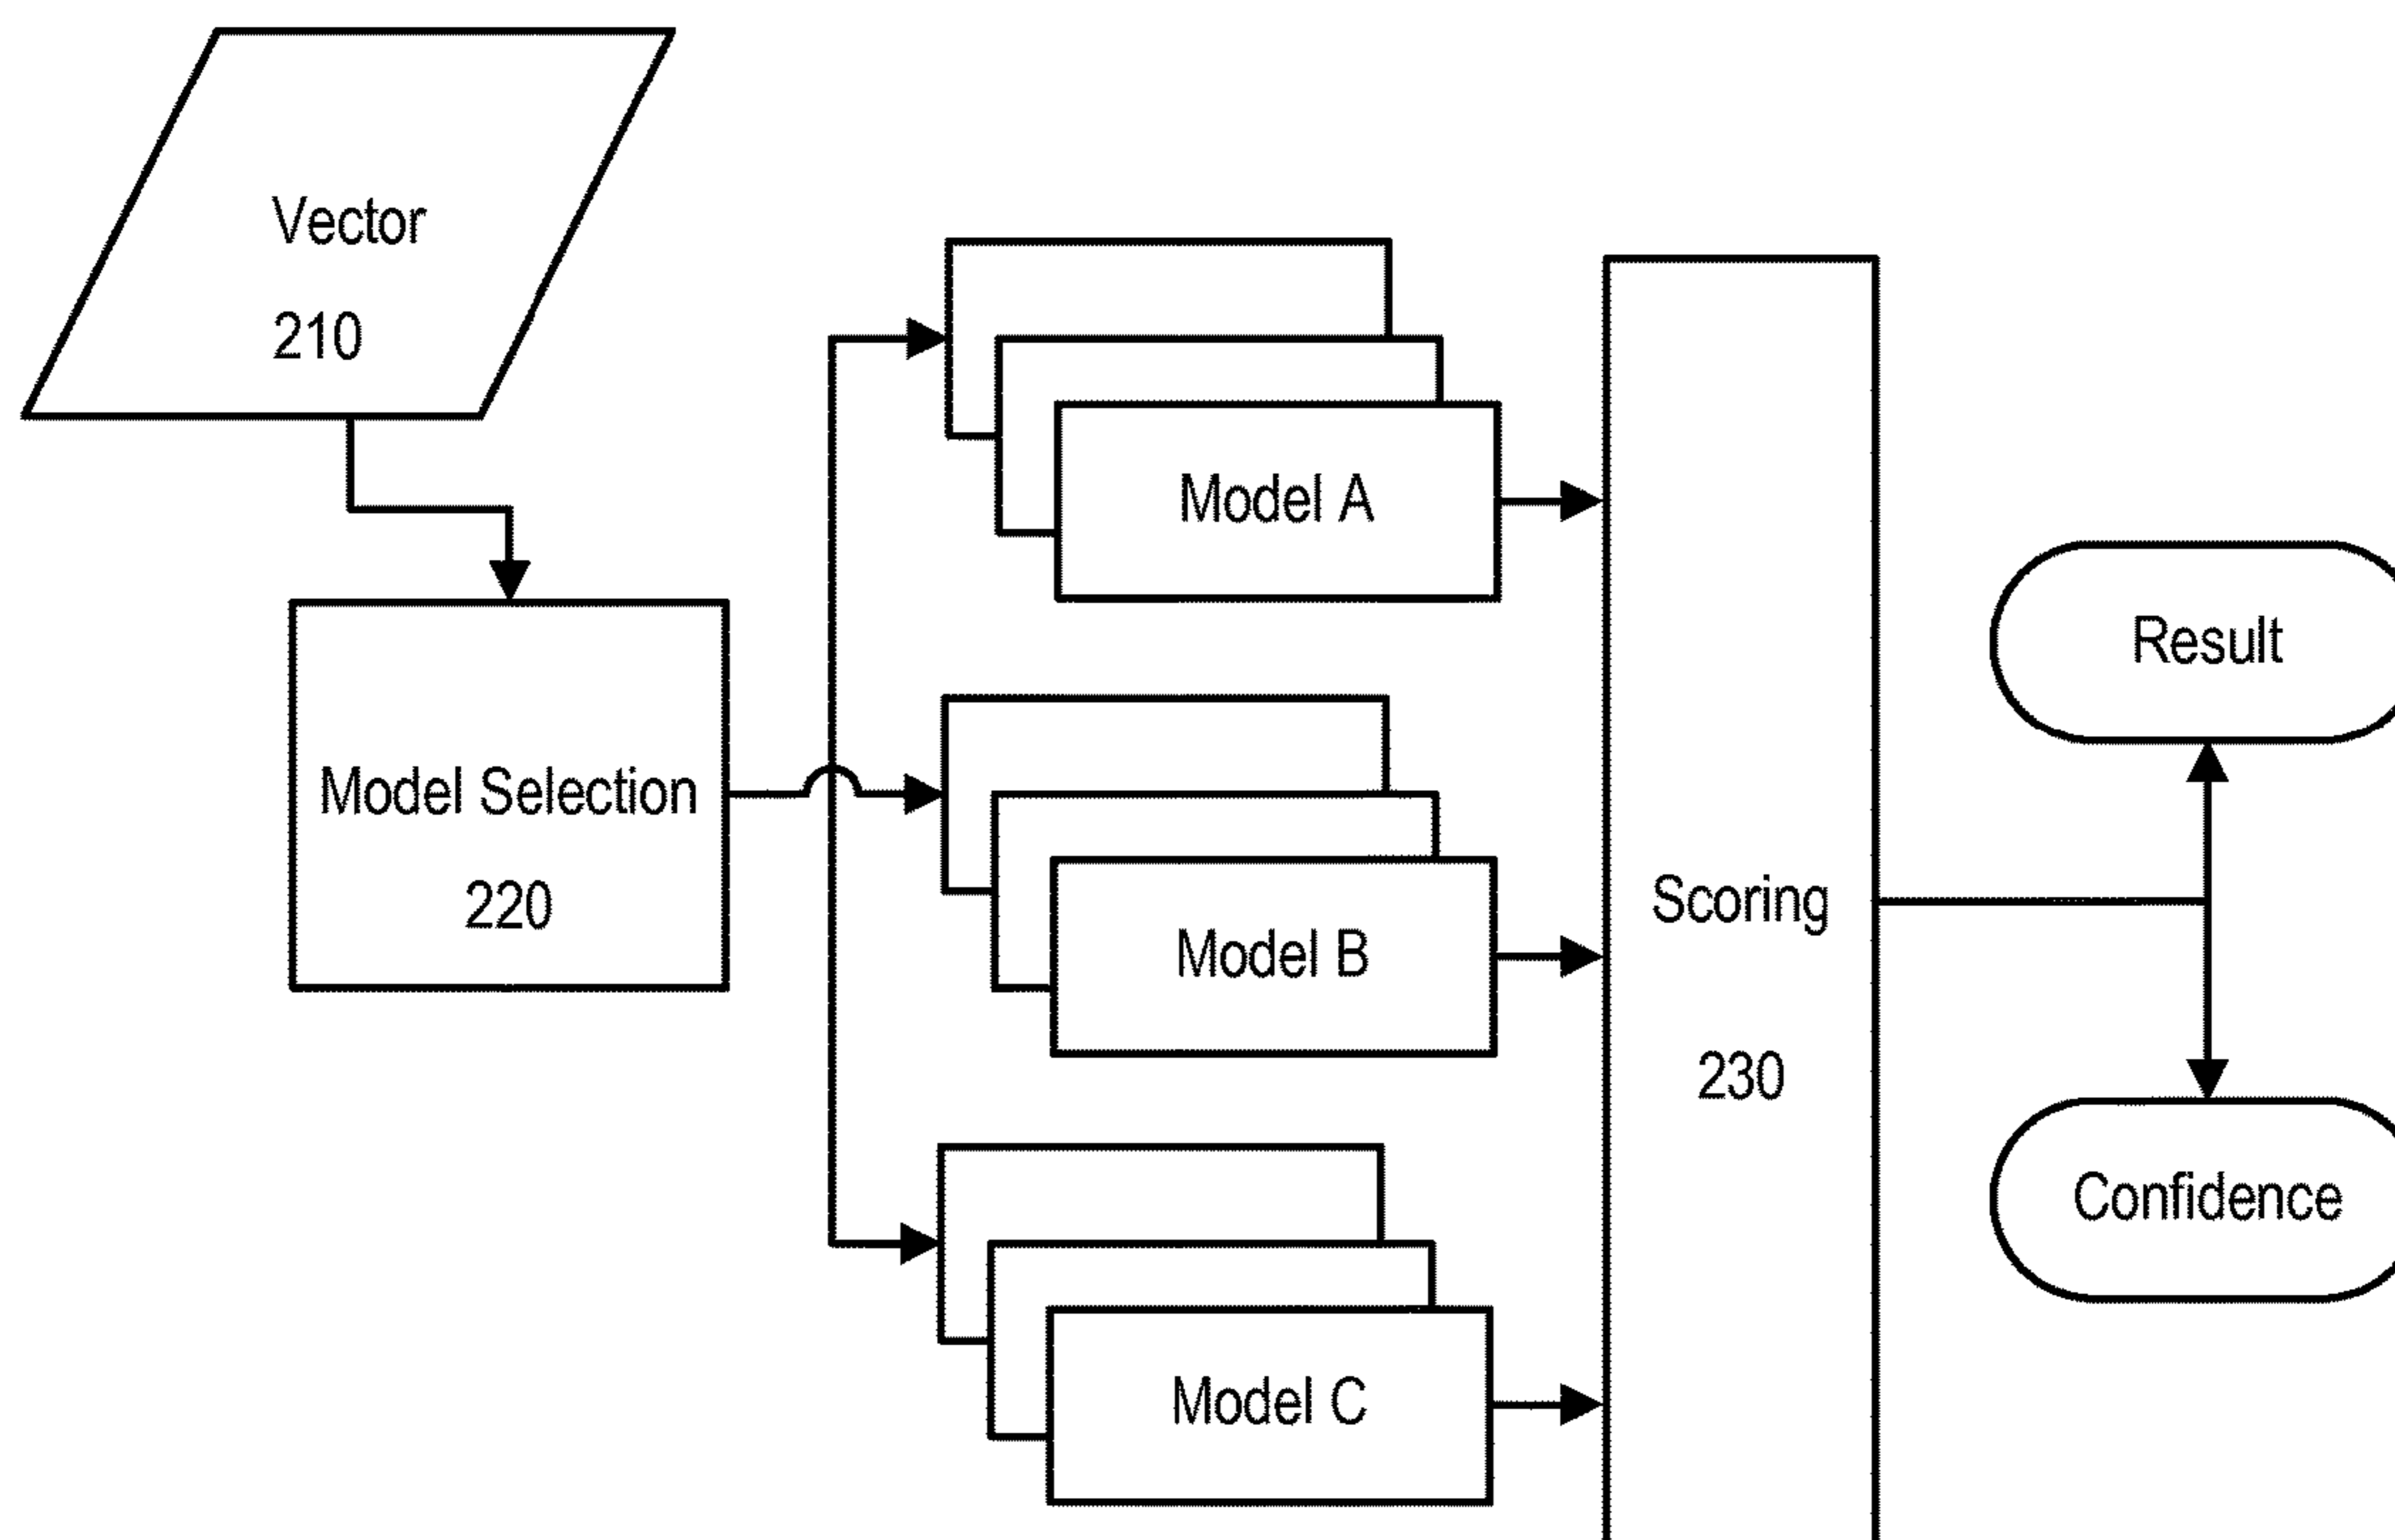 Vector
210
Model Selection
220
Model A
Model B
Model C
Scoring
230
Result
Confidence